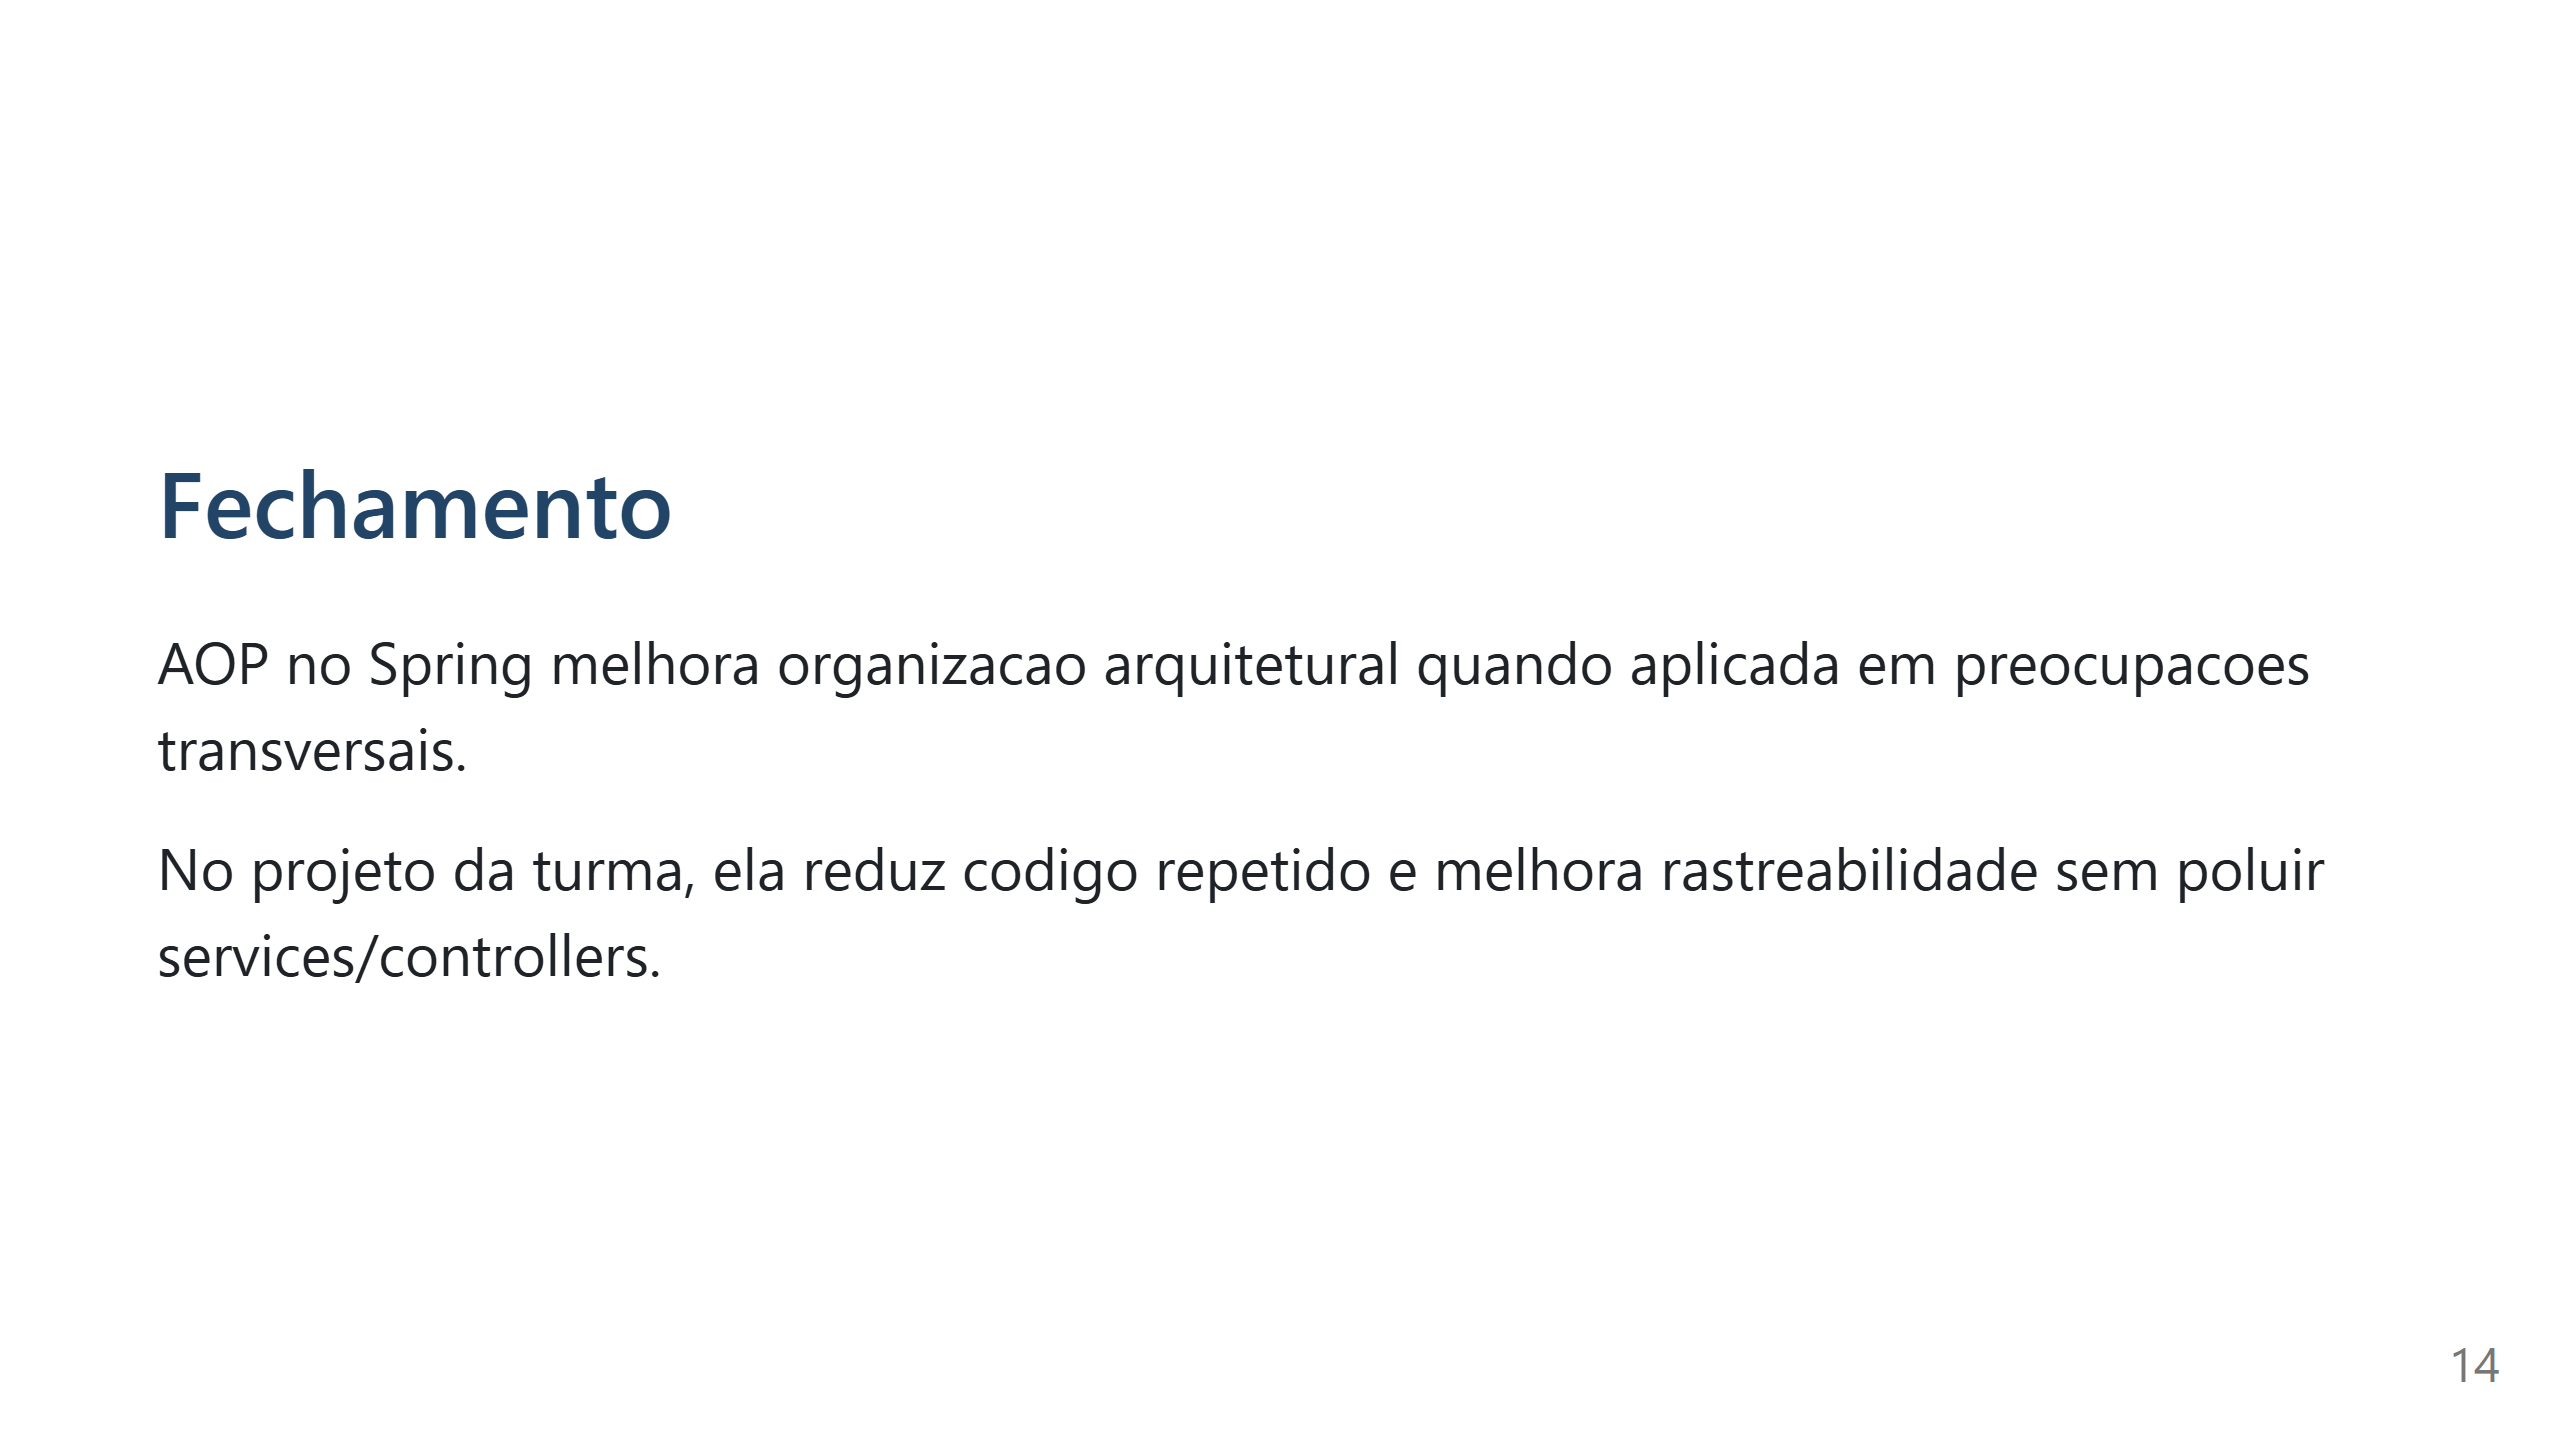 Fechamento
AOP no Spring melhora organizacao arquitetural quando aplicada em preocupacoes
transversais.
No projeto da turma, ela reduz codigo repetido e melhora rastreabilidade sem poluir
services/controllers.
14